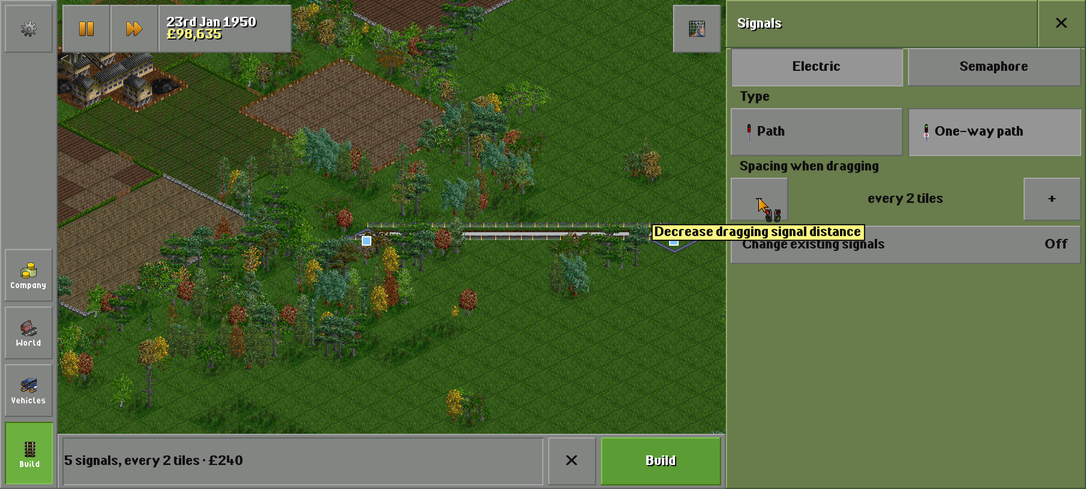 23rd Jan 1950
£98,635
Signals
Electric
Semaphore
Type
Path
One-way path
Spacing when dragging
every 2 tiles
+
Decrease dragging signal distance
Change existing signals
Off
Company
World
Vehicles
Build
5 signals, every 2 tiles · £240
Build